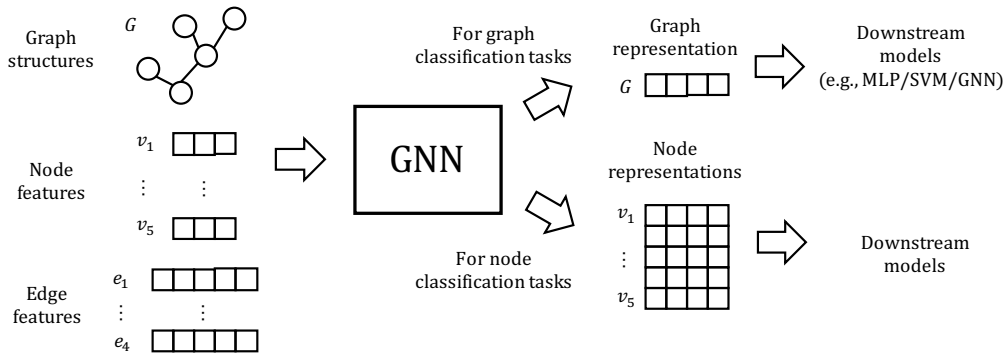 Graph
structures
G
Node
features
v₁
⋮ ⋮
v₅
Edge
features
e₁
⋮ ⋮
e₄
GNN
For graph
classification tasks
Graph
representation
G
Downstream
models
(e.g., MLP/SVM/GNN)
For node
classification tasks
Node
representations
v₁
⋮
v₅
Downstream
models